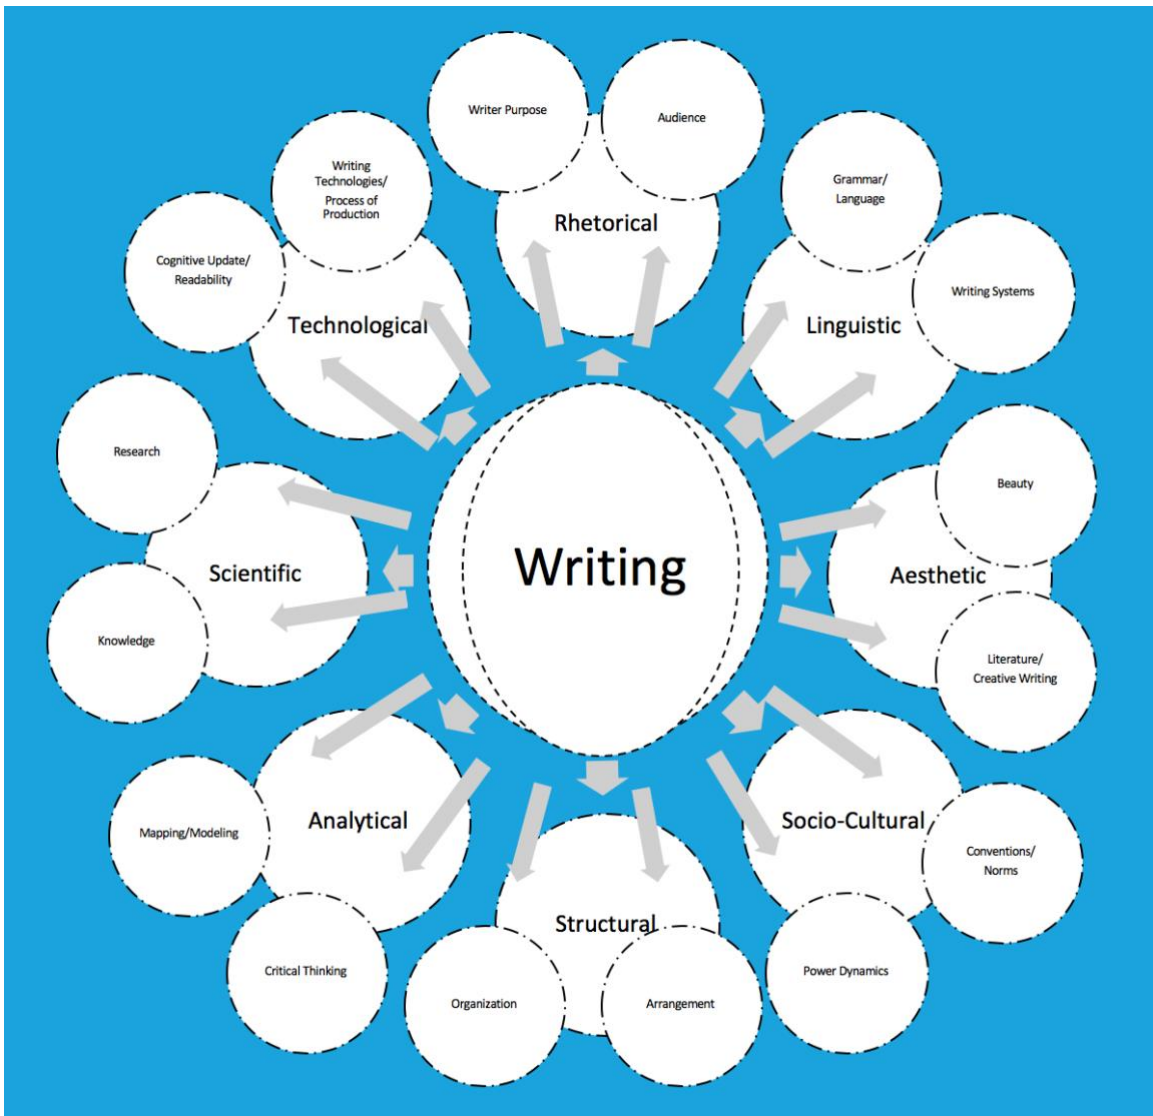 Writer Purpose
Audience
Rhetorical
Grammar/
Language
Writing Systems
Linguistic
Beauty
Aesthetic
Literature/
Creative Writing
Socio-Cultural
Conventions/
Norms
Power Dynamics
Structural
Arrangement
Organization
Analytical
Critical Thinking
Mapping/Modeling
Scientific
Knowledge
Research
Technological
Cognitive Update/
Readability
Writing
Technologies/
Process of
Production
Writing